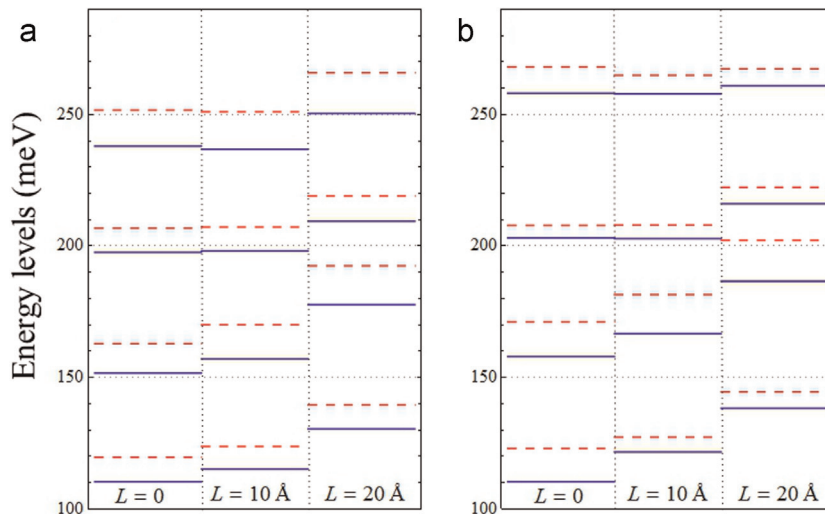 a
b
Energy levels (meV)
250
200
150
100
L = 0
L = 10 Å
L = 20 Å
250
200
150
100
L = 0
L = 10 Å
L = 20 Å